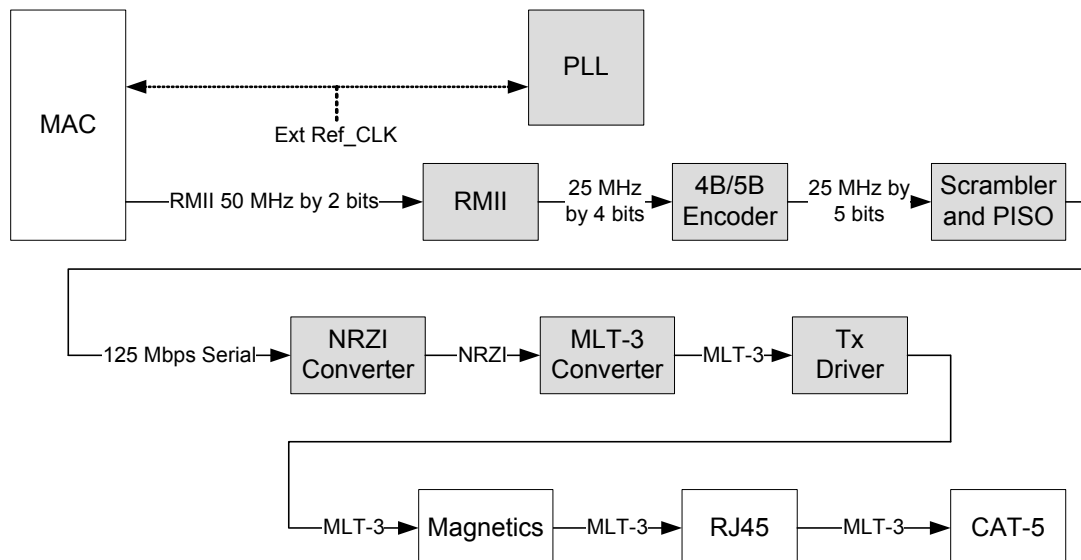 PLL
MAC
Ext Ref_CLK
RMII 50 MHz by 2 bits
RMII
25 MHz
by 4 bits
4B/5B
Encoder
25 MHz by
5 bits
Scrambler
and PISO
125 Mbps Serial
NRZI
Converter
NRZI
MLT-3
Converter
MLT-3
Tx
Driver
MLT-3
Magnetics
MLT-3
RJ45
MLT-3
CAT-5